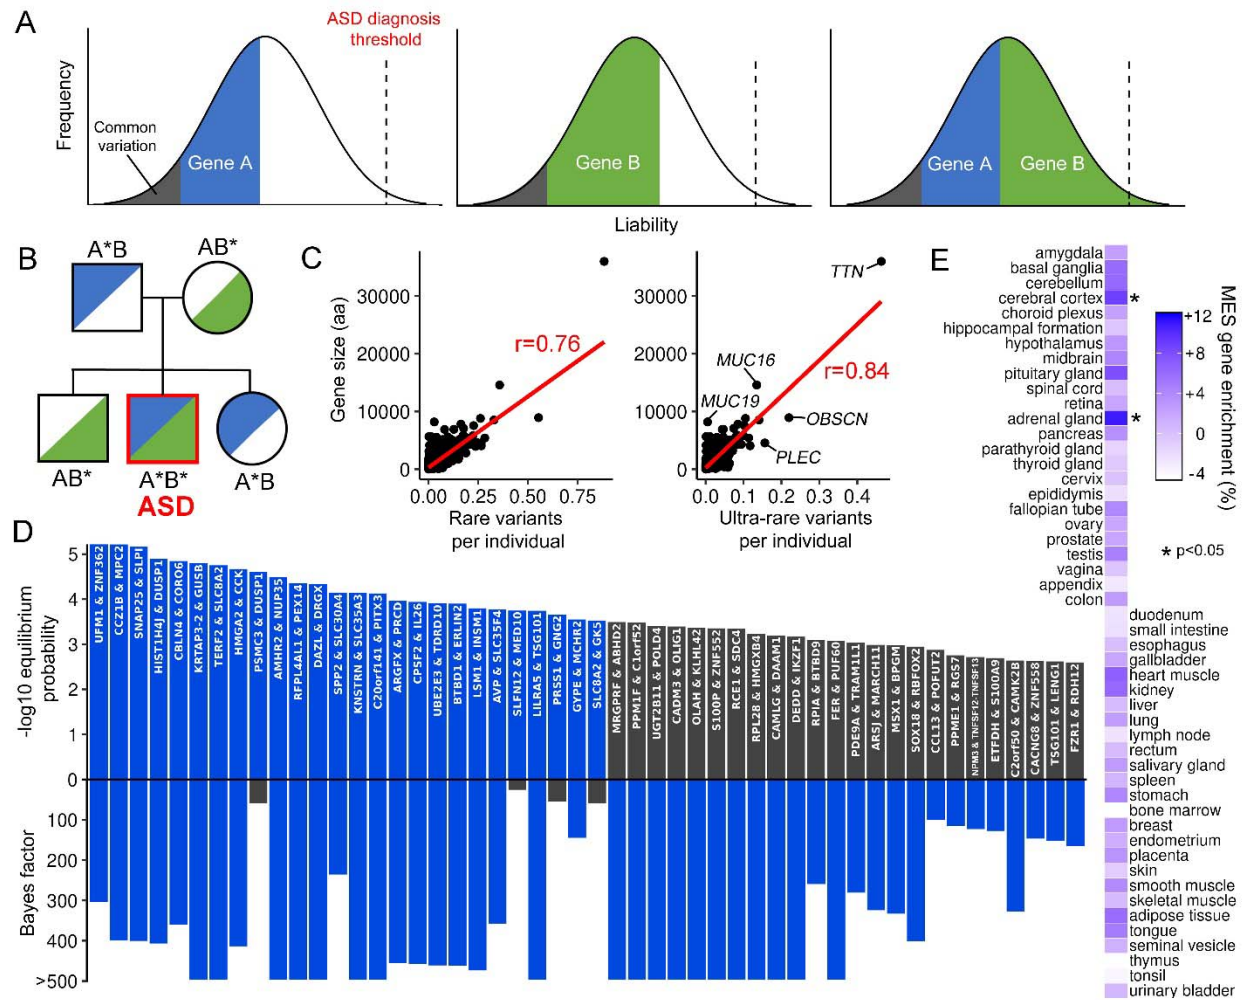 A
ASD diagnosis
threshold
Frequency
Common
variation
Gene A
Gene B
Gene A
Gene B
Liability
B
A*B
AB*
AB*
A*B*
A*B
ASD
C
Gene size (aa)
30000
20000
10000
0
r=0.76
0.00
0.25
0.75
Rare variants
per individual
30000
20000
10000
0
TTN
MUC16
r=0.84
MUC19
OBSCN
PLEC
0.0
0.1
0.2
0.3
0.4
Ultra-rare variants
per individual
D
-log10 equilibrium
probability
5
4
3
2
1
0
100
200
300
400
>500
Bayes factor
UFM1 & ZNF362
CCZ1B & MPC2
SNAP25 & SLPI
HIST1H4J & DUSP1
CBLN4 & CORO6
KRTAP3-2 & GUSB
TERF2 & SLC8A2
HMGA2 & CCK
PSMC3 & DUSP1
AMHR2 & NUP35
RFPL4AL1 & PEX14
DAZL & DRGX
SPP2 & SLC30A4
KNSTRN & SLC35A3
C20orf141 & PITX3
ARGFX & PRCD
CPSF2 & IL26
UBE2E3 & TDRD10
BTBD1 & ERLIN2
LSM1 & INSM1
AVP & SLC35F4
SLFN12 & MED10
LILRA5 & TSG101
PRSS1 & GNG2
GYPE & MCHR2
SLC8A2 & GK5
MRGPRF & ABHD2
PPM1F & C1orf52
UGT2B11 & POLD4
CADM3 & OLIG1
OLAH & KLHL42
S100P & ZNF552
RCE1 & SDC4
RPL28 & HMGXB4
CAMLG & DAAM1
DEDD & IKZF1
RPIA & BTBD9
FER & PUF60
PDE9A & TRAM1L1
ARSJ & MARCH11
MSX1 & BPGM
SOX18 & RBFOX2
CCL13 & POFUT2
PPME1 & RGS7
NPM3 & TNFSF12-TNFSF13
ETFDH & S100A9
C2orf50 & CAMK2B
CACNG8 & ZNF558
TSG101 & LENG1
FZR1 & RDH12
E
amygdala
basal ganglia
cerebellum
cerebral cortex
choroid plexus
hippocampal formation
hypothalamus
midbrain
pituitary gland
spinal cord
retina
adrenal gland
pancreas
parathyroid gland
thyroid gland
cervix
epididymis
fallopian tube
ovary
prostate
testis
vagina
appendix
colon
duodenum
small intestine
esophagus
gallbladder
heart muscle
kidney
liver
lung
lymph node
rectum
salivary gland
spleen
stomach
bone marrow
breast
endometrium
placenta
skin
smooth muscle
skeletal muscle
adipose tissue
tongue
seminal vesicle
thymus
tonsil
urinary bladder
*
*
+12
+8
+4
0
-4
MES gene enrichment (%)
* p<0.05